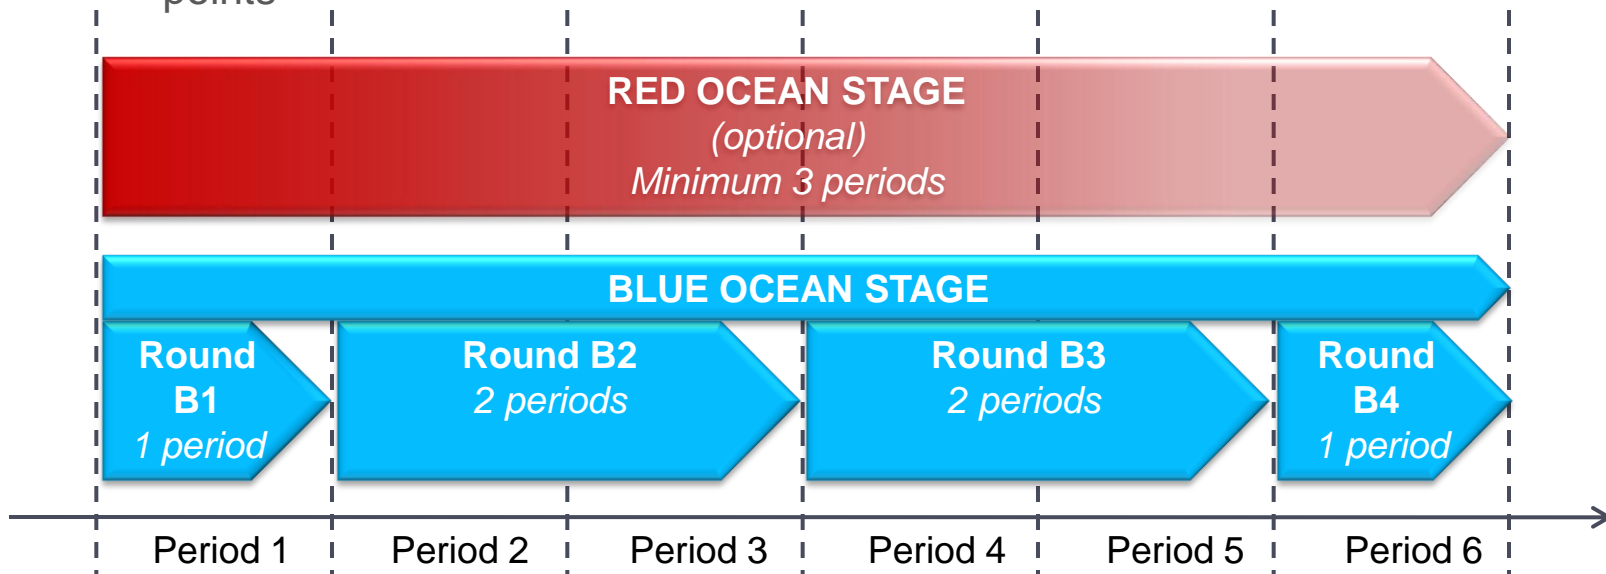 points
RED OCEAN STAGE
(optional)
Minimum 3 periods
BLUE OCEAN STAGE
Round
B1
1 period
Round B2
2 periods
Round B3
2 periods
Round
B4
1 period
Period 1 Period 2 Period 3 Period 4 Period 5 Period 6